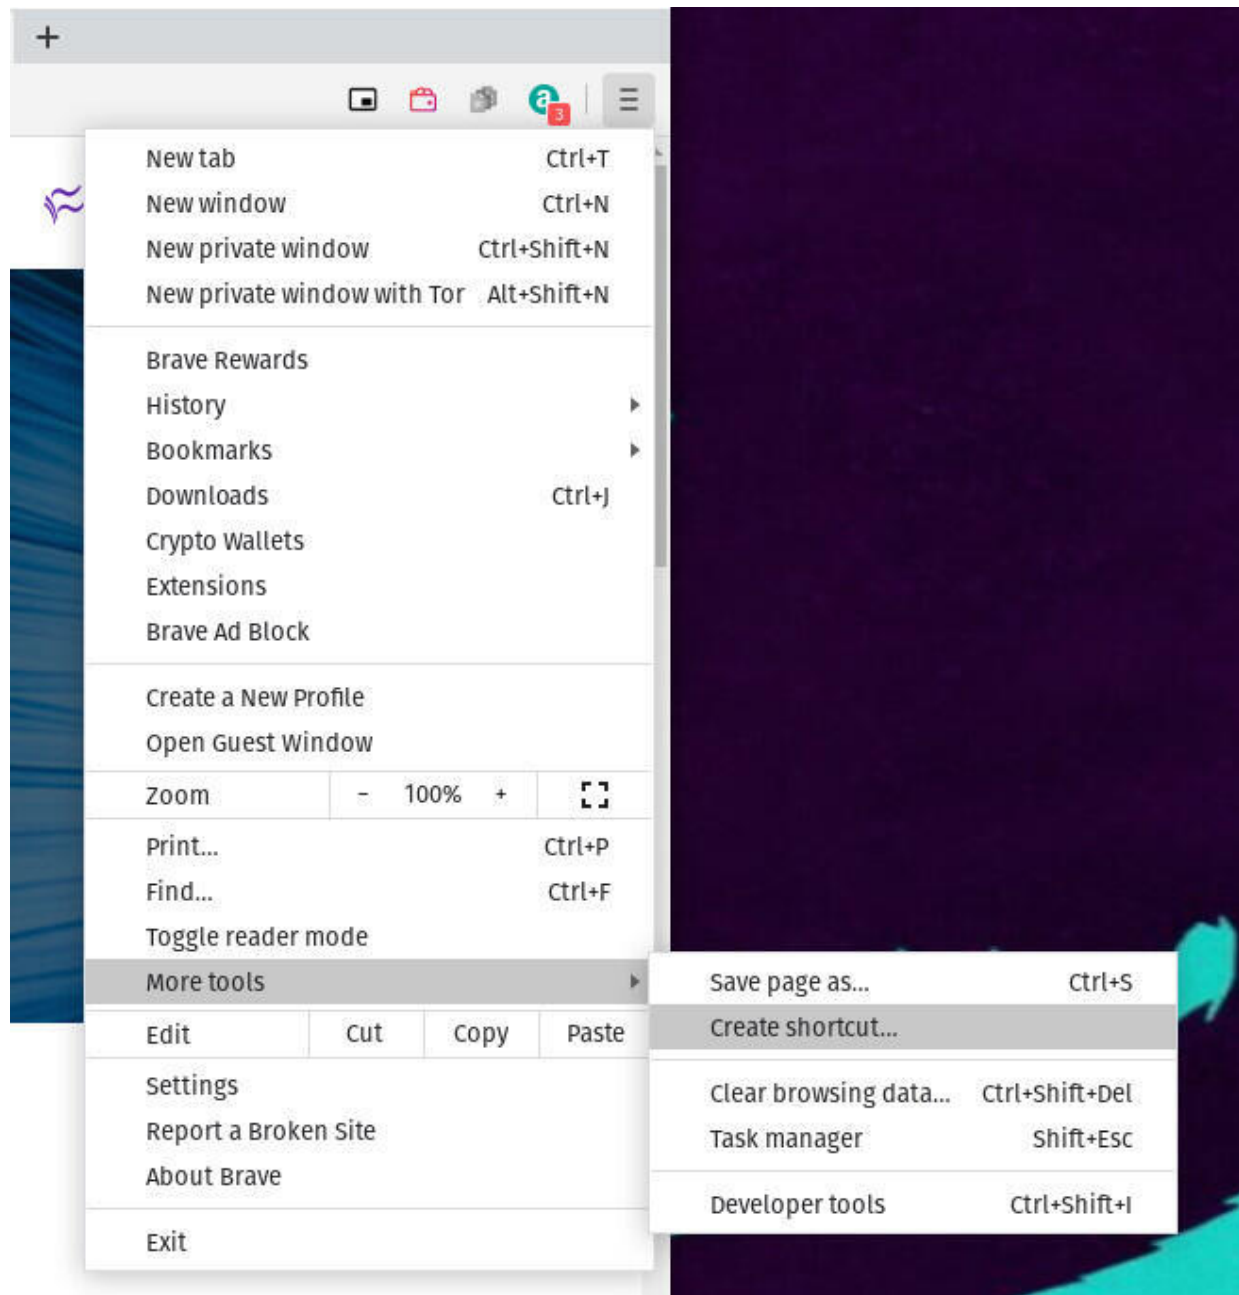 3
New tab Ctrl+T
New window Ctrl+N
New private window Ctrl+Shift+N
New private window with Tor Alt+Shift+N
Brave Rewards
History
Bookmarks
Downloads Ctrl+J
Crypto Wallets
Extensions
Brave Ad Block
Create a New Profile
Open Guest Window
Zoom - 100% +
Print... Ctrl+P
Find... Ctrl+F
Toggle reader mode
More tools
Edit Cut Copy Paste
Settings
Report a Broken Site
About Brave
Exit
Save page as... Ctrl+S
Create shortcut...
Clear browsing data... Ctrl+Shift+Del
Task manager Shift+Esc
Developer tools Ctrl+Shift+I